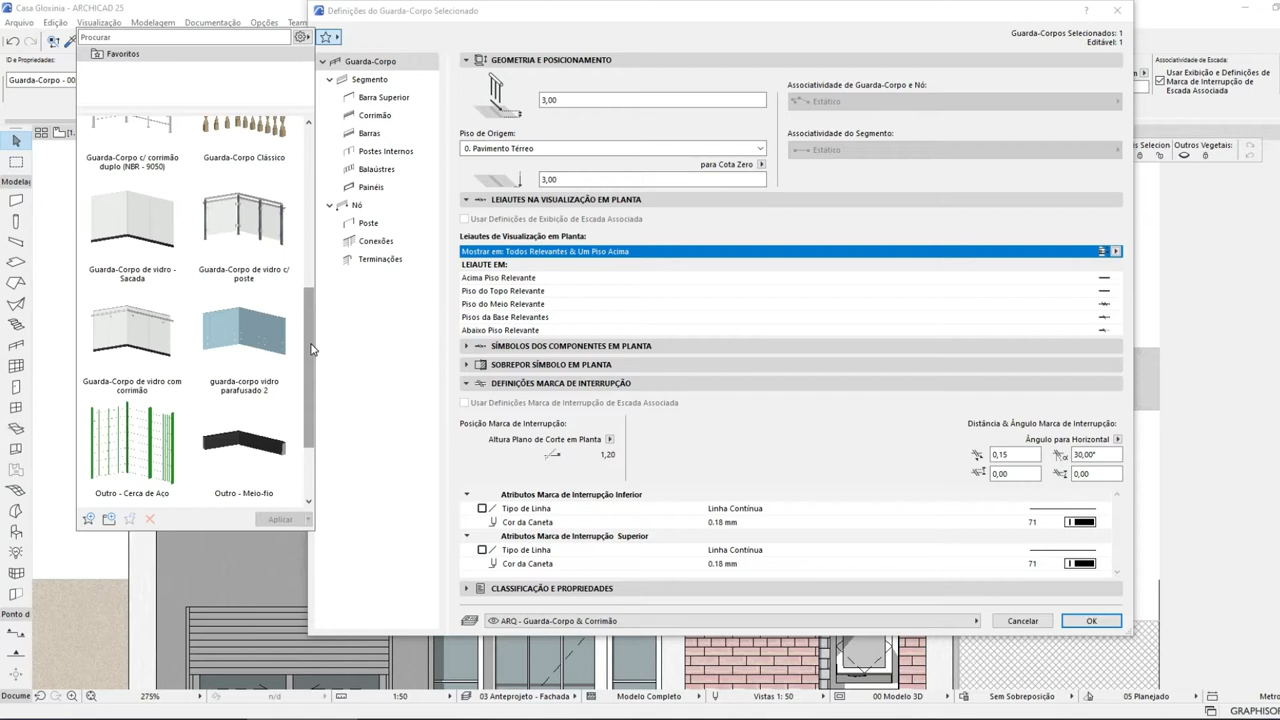 Casa Gloxinia - ARCHICAD 25
Arquivo Edição Visualização Modelagem Documentação Opções Team
ID e Propriedades:
Guarda-Corpo - 00
Modelag
Procurar
Favoritos
Guarda-Corpo c/ corrimão
duplo (NBR - 9050)
Guarda-Corpo Clássico
Guarda-Corpo de vidro -
Sacada
Guarda-Corpo de vidro c/
poste
Guarda-Corpo de vidro com
corrimão
guarda-corpo vidro
parafusado 2
Outro - Cerca de Aço
Outro - Meio-fio
Aplicar
Definições do Guarda-Corpo Selecionado
?
Guarda-Corpos Selecionados: 1
Editável: 1
Guarda-Corpo
Segmento
Barra Superior
Corrimão
Barras
Postes Internos
Balaústres
Painéis
Nó
Poste
Conexões
Terminações
GEOMETRIA E POSICIONAMENTO
3,00
Piso de Origem:
0. Pavimento Térreo
para Cota Zero
3,00
Associatividade de Guarda-Corpo e Nó:
Estático
Associatividade do Segmento:
Estático
LEIAUTES NA VISUALIZAÇÃO EM PLANTA
Usar Definições de Exibição de Escada Associada
Leiautes de Visualização em Planta:
Mostrar em: Todos Relevantes & Um Piso Acima
LEIAUTE EM:
Acima Piso Relevante
Piso do Topo Relevante
Piso do Meio Relevante
Pisos da Base Relevantes
Abaixo Piso Relevante
SÍMBOLOS DOS COMPONENTES EM PLANTA
SOBREPOR SÍMBOLO EM PLANTA
DEFINIÇÕES MARCA DE INTERRUPÇÃO
Usar Definições Marca de Interrupção de Escada Associada
Posição Marca de Interrupção:
Altura Plano de Corte em Planta
1,20
Distância & Ângulo Marca de Interrupção:
Ângulo para Horizontal
0,15 30,00°
0,00 0,00
Atributos Marca de Interrupção Inferior
Tipo de Linha Linha Contínua
Cor da Caneta 0.18 mm 71
Atributos Marca de Interrupção Superior
Tipo de Linha Linha Contínua
Cor da Caneta 0.18 mm 71
CLASSIFICAÇÃO E PROPRIEDADES
ARQ - Guarda-Corpo & Corrimão
Cancelar OK
Associatividade de Escada:
Usar Exibição e Definições de
Marca de Interrupção de
Escada Associada
s Selecion
Outros Vegetais:
Ponto d
Docume
275% n/d 1:50 03 Anteprojeto - Fachada Modelo Completo Vistas 1: 50 00 Modelo 3D Sem Sobreposição 05 Planejado Metro
GRAPHISOF